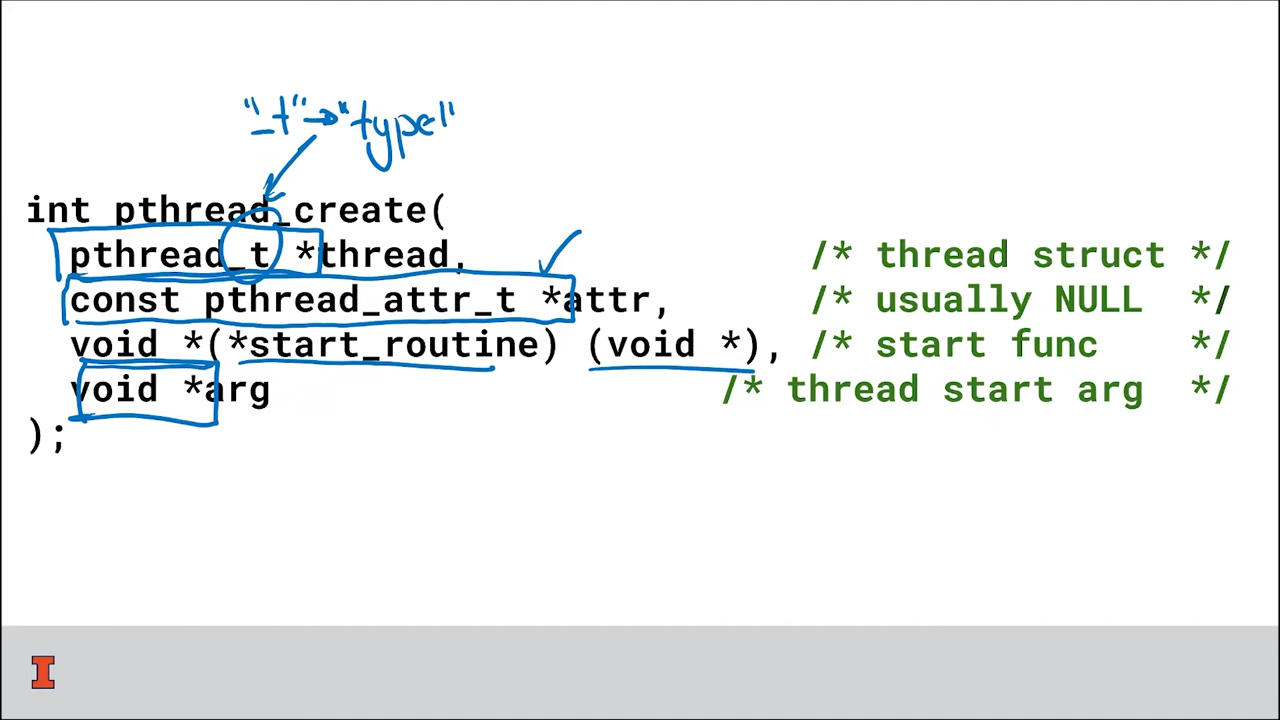 "_t" → "type"
int pthread_create(
pthread_t *thread, /* thread struct */
const pthread_attr_t *attr, /* usually NULL */
void *(*start_routine) (void *), /* start func */
void *arg /* thread start arg */
);
I